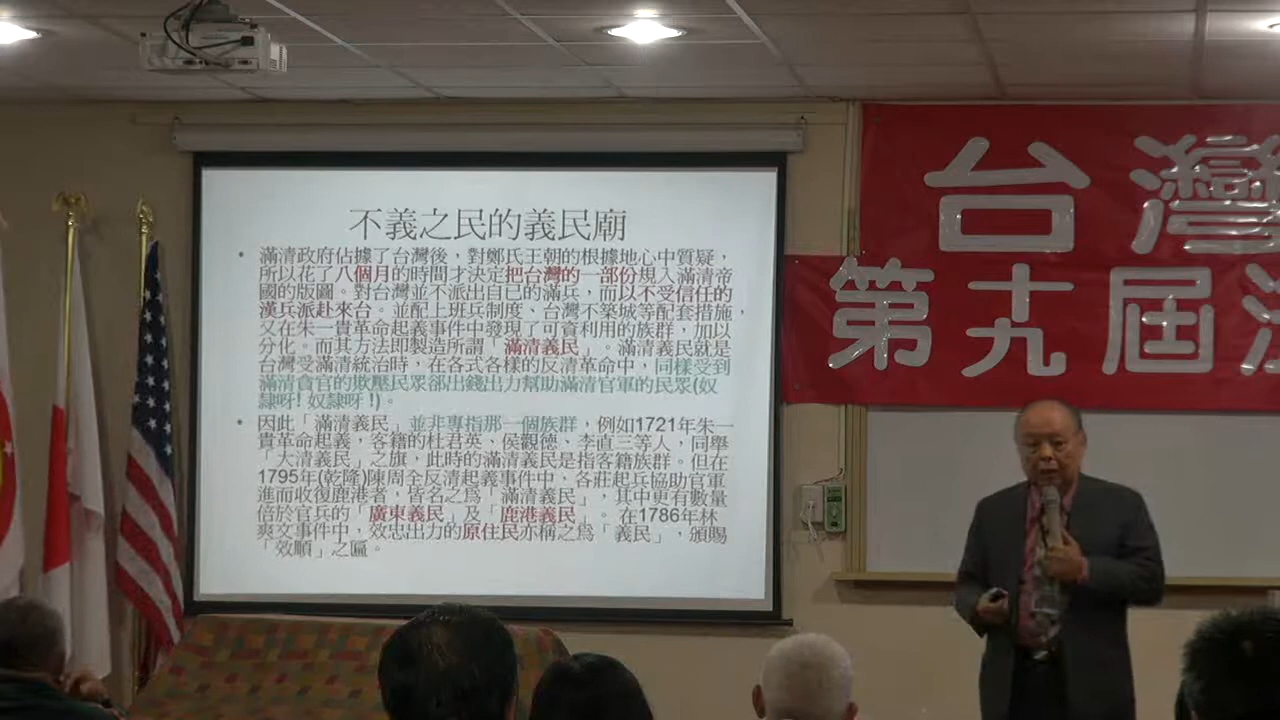 不義之民的義民廟
• 滿清政府佔據了台灣後，對鄭氏王朝的根據地心中質疑，
所以花了八個月的時間才決定把台灣的一部份規入滿清帝
國的版圖。對台灣並不派出自己的滿兵，而以不受信任的
漢兵派赴來台。並配上班兵制度、台灣不築城等配套措施，
又在朱一貴革命起義事件中發現了可資利用的族群，加以
分化。而其方法即製造所謂「滿清義民」。滿清義民就是
台灣受滿清統治時，在各式各樣的反清革命中，同樣受到
滿清貪官的欺壓民眾卻出錢出力幫助滿清官軍的民眾(奴
隸呀! 奴隸呀!)。
• 因此「滿清義民」並非專指那一個族群，例如1721年朱一
貴革命起義，客籍的杜君英、侯觀德、李直三等人，同舉
「大清義民」之旗，此時的滿清義民是指客籍族群。但在
1795年(乾隆)陳周全反清起義事件中，各莊起兵協助官軍
進而收復鹿港者，皆名之為「滿清義民」，其中更有數量
倍於官兵的「廣東義民」及「鹿港義民」。 在1786年林
爽文事件中，效忠出力的原住民亦稱之為「義民」，頒賜
「效順」之匾。
台灣
第十九屆